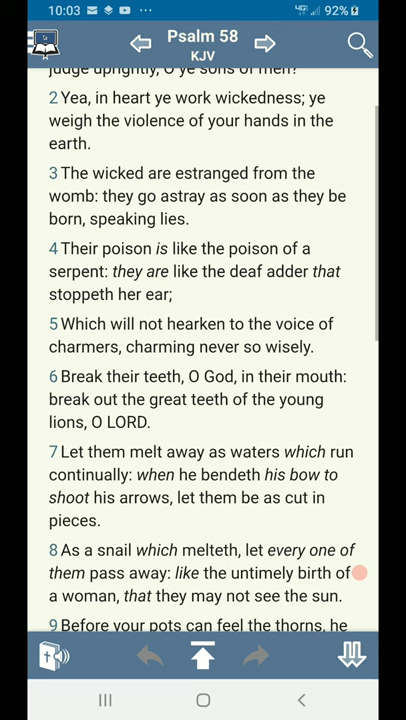 10:03 92%
Psalm 58
KJV
judge uprightly, O ye sons of men?
2 Yea, in heart ye work wickedness; ye
weigh the violence of your hands in the
earth.
3 The wicked are estranged from the
womb: they go astray as soon as they be
born, speaking lies.
4 Their poison is like the poison of a
serpent: they are like the deaf adder that
stoppeth her ear;
5 Which will not hearken to the voice of
charmers, charming never so wisely.
6 Break their teeth, O God, in their mouth:
break out the great teeth of the young
lions, O LORD.
7 Let them melt away as waters which run
continually: when he bendeth his bow to
shoot his arrows, let them be as cut in
pieces.
8 As a snail which melteth, let every one of
them pass away: like the untimely birth of
a woman, that they may not see the sun.
9 Before your pots can feel the thorns, he